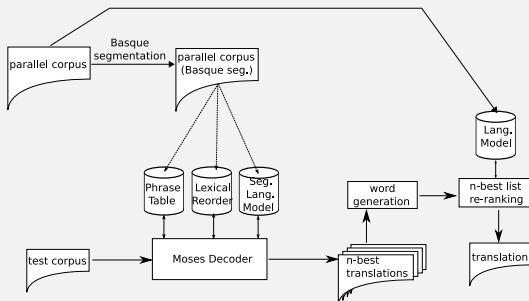 Basque
segmentation
parallel corpus
parallel corpus
(Basque seg.)
Lang.
Model
Phrase
Table
Lexical
Reorder
Seg.
Lang.
Model
word
generation
n-best list
re-ranking
test corpus
Moses Decoder
n-best
translations
translation